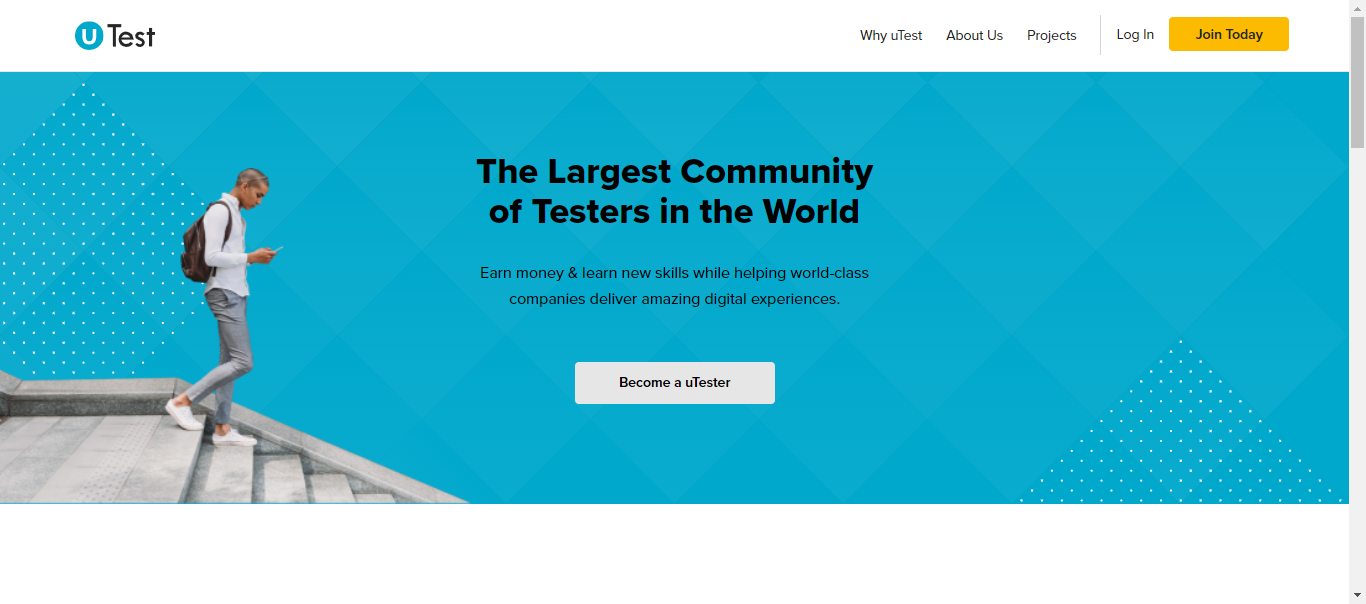 uTest
Why uTest
About Us
Projects
Log In
Join Today
The Largest Community
of Testers in the World
Earn money & learn new skills while helping world-class
companies deliver amazing digital experiences.
Become a uTester